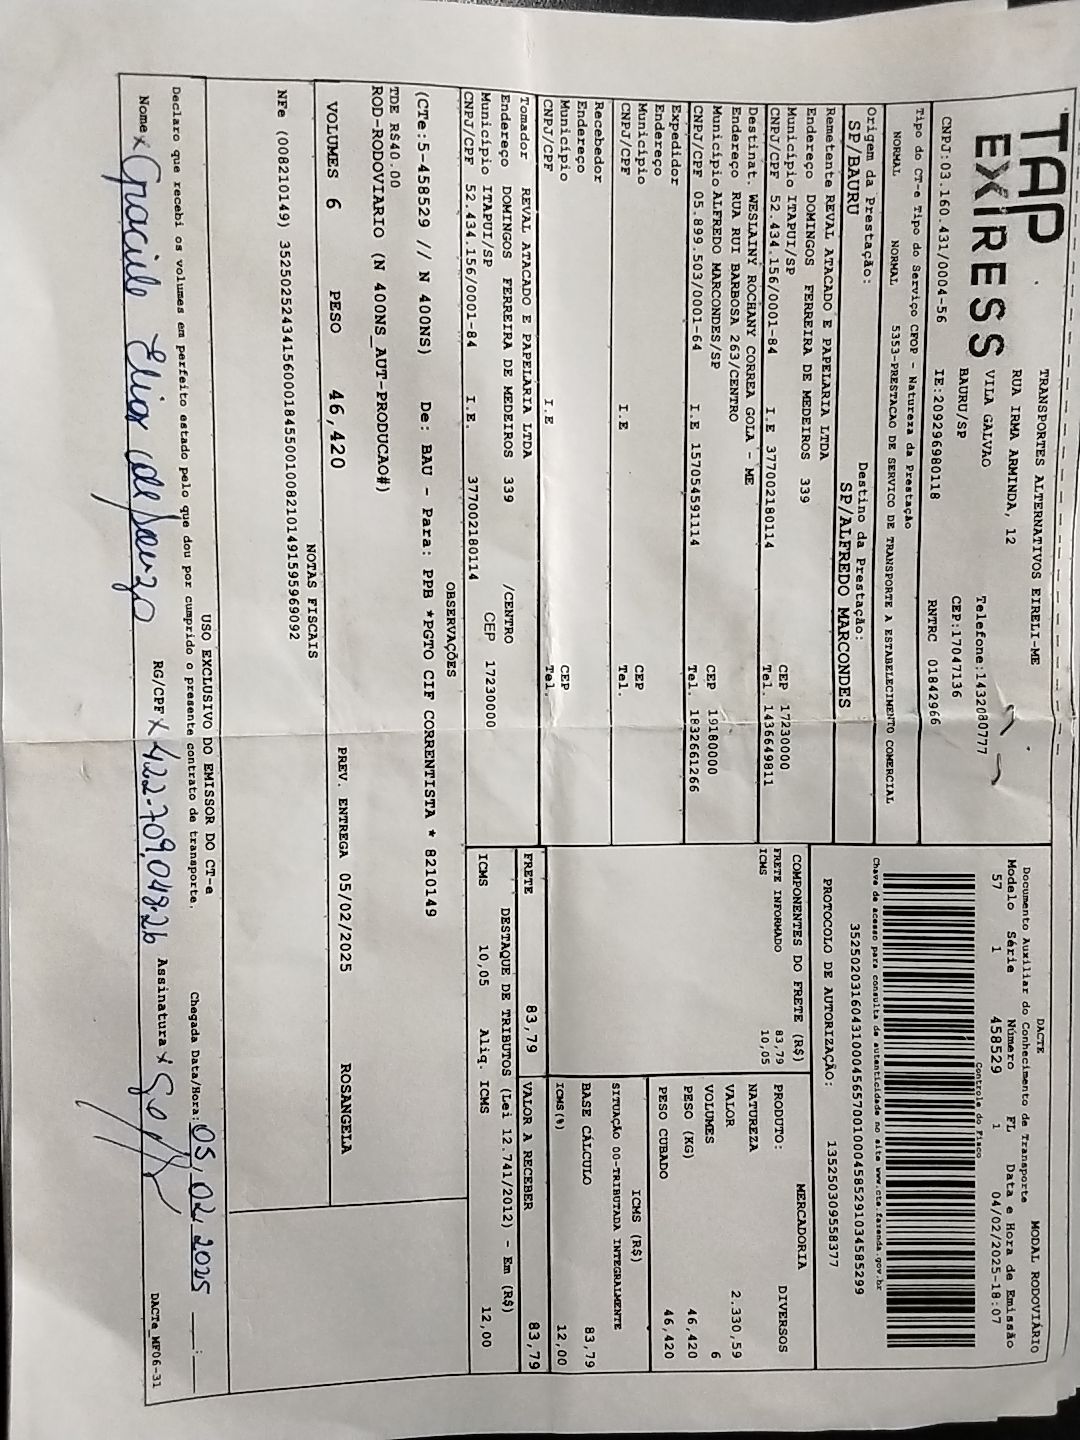 TAP EXPRESS
TRANSPORTES ALTERNATIVOS EIRELI-ME
RUA IRMA ARMINDA, 12
VILA GALVAO Telefone:1432080777
BAURU/SP CEP:17047136
CNPJ:03.160.431/0004-56 IE:209296980118 RNTRC 01842966
DACTE MODAL RODOVIÁRIO
Documento Auxiliar do Conhecimento de Transporte
Modelo Série Número FL Data e Hora de Emissão
57 1 458529 1 04/02/2025-18:07
Controle do Fisco
Chave de acesso para consulta de autenticidade no site www.cte.fazenda.gov.br
35250203160431000456570010004585291034585299
PROTOCOLO DE AUTORIZAÇÃO: 135250309558377
Tipo do CT-e Tipo do Serviço CFOP - Natureza da Prestação
NORMAL NORMAL 5353-PRESTACAO DE SERVICO DE TRANSPORTE A ESTABELECIMENTO COMERCIAL
Origem da Prestação: Destino da Prestação:
SP/BAURU SP/ALFREDO MARCONDES
Remetente REVAL ATACADO E PAPELARIA LTDA
Endereço DOMINGOS FERREIRA DE MEDEIROS 339
Município ITAPUI/SP CEP 17230000
CNPJ/CPF 52.434.156/0001-84 I.E 377002180114 Tel. 1436649811
Destinat. WESLAINY ROCHANY CORREA GOLA - ME
Endereço RUA RUI BARBOSA 263/CENTRO
Município ALFREDO MARCONDES/SP CEP 19180000
CNPJ/CPF 05.899.503/0001-64 I.E 157054591114 Tel. 1832661266
Expedidor
Endereço
Município CEP
CNPJ/CPF I.E Tel.
Recebedor
Endereço
Município CEP
CNPJ/CPF I.E Tel.
Tomador REVAL ATACADO E PAPELARIA LTDA
Endereço DOMINGOS FERREIRA DE MEDEIROS 339 /CENTRO
Município ITAPUI/SP CEP 17230000
CNPJ/CPF 52.434.156/0001-84 I.E. 377002180114
COMPONENTES DO FRETE (R$)
FRETE INFORMADO 83,79
ICMS 10,05
MERCADORIA
PRODUTO: DIVERSOS
NATUREZA
VALOR 2.330,59
VOLUMES 6
PESO (KG) 46,420
PESO CUBADO 46,420
ICMS (R$)
SITUAÇÃO 00-TRIBUTADA INTEGRALMENTE
BASE CÁLCULO 83,79
ICMS(%) 12,00
FRETE 83,79 VALOR A RECEBER 83,79
DESTAQUE DE TRIBUTOS (Lei 12.741/2012) - Em (R$)
ICMS 10,05 Aliq. ICMS 12,00
OBSERVAÇÕES
(CTe:5-458529 // N 400NS) De: BAU - Para: PPB *PGTO CIF CORRENTISTA * 8210149
TDE R$40.00
ROD-RODOVIARIO (N 400NS_AUT-PRODUCAO#)
VOLUMES 6 PESO 46,420 PREV. ENTREGA 05/02/2025 ROSANGELA
NOTAS FISCAIS
NFe (008210149) 35250252434156000184550010082101491595969092
USO EXCLUSIVO DO EMISSOR DO CT-e
Declaro que recebi os volumes em perfeito estado pelo que dou por cumprido o presente contrato de transporte. Chegada Data/Hora: 05/02/2025 __:__
Nome x Graciele Elias de Souza RG/CPF x 422.709.048-26 Assinatura x
DACTe_MF06-31